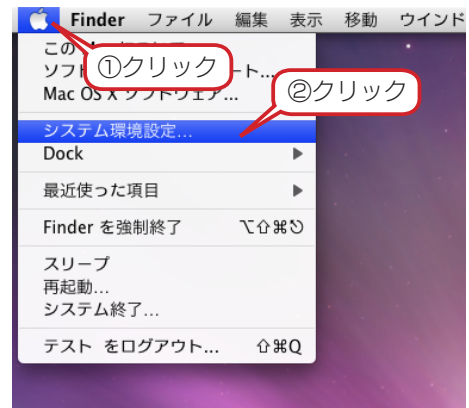 Finder ファイル 編集 表示 移動 ウインド
この
①クリック
ソフト
ート...
Mac OS X ソフトウェア...
②クリック
システム環境設定...
Dock ▶
最近使った項目 ▶
Finder を強制終了 ⌥⇧⌘⎋
スリープ
再起動...
システム終了...
テスト をログアウト... ⇧⌘Q